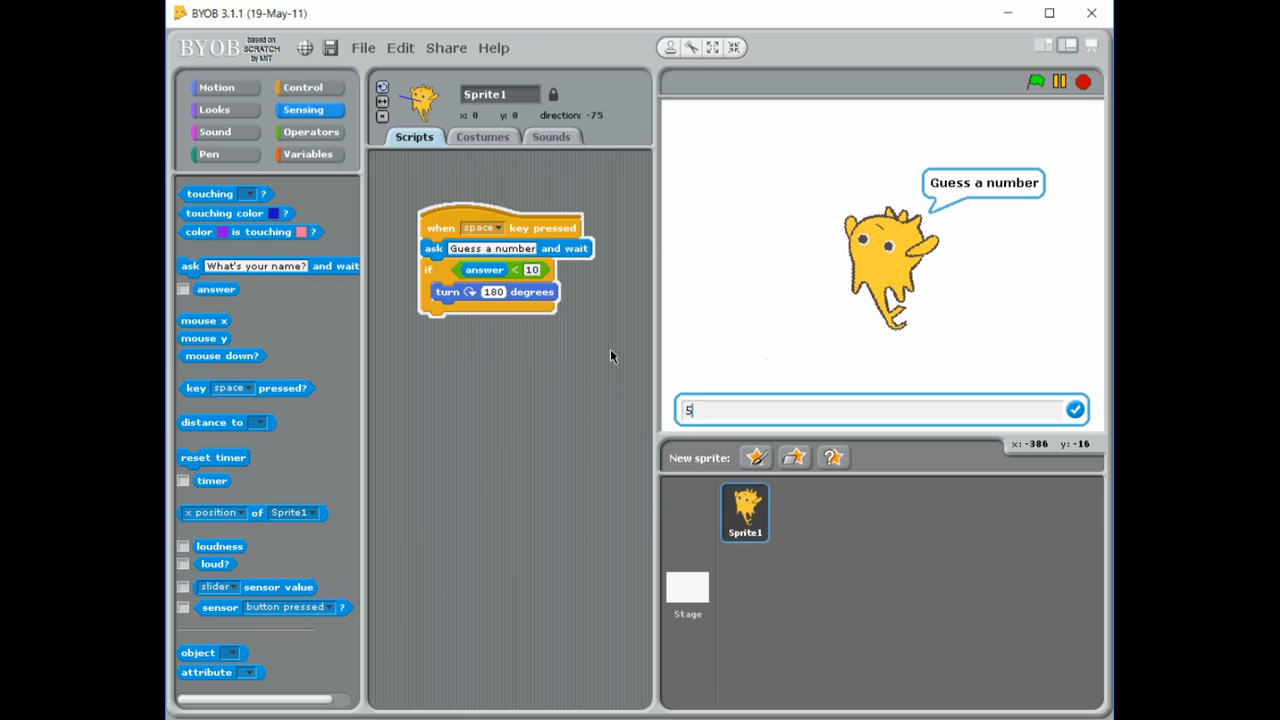 BYOB 3.1.1 (19-May-11)
BYOB based on SCRATCH by MIT File Edit Share Help
Motion Control
Looks Sensing
Sound Operators
Pen Variables
touching ?
touching color ?
color is touching ?
ask What's your name? and wait
answer
mouse x
mouse y
mouse down?
key space pressed?
distance to
reset timer
timer
x position of Sprite1
loudness
loud?
slider sensor value
sensor button pressed ?
object
attribute
Sprite1
x: 0 y: 0 direction: -75
Scripts Costumes Sounds
when space key pressed
ask Guess a number and wait
if answer < 10
turn 180 degrees
Guess a number
5
x: -386 y: -16
New sprite:
Sprite1
Stage